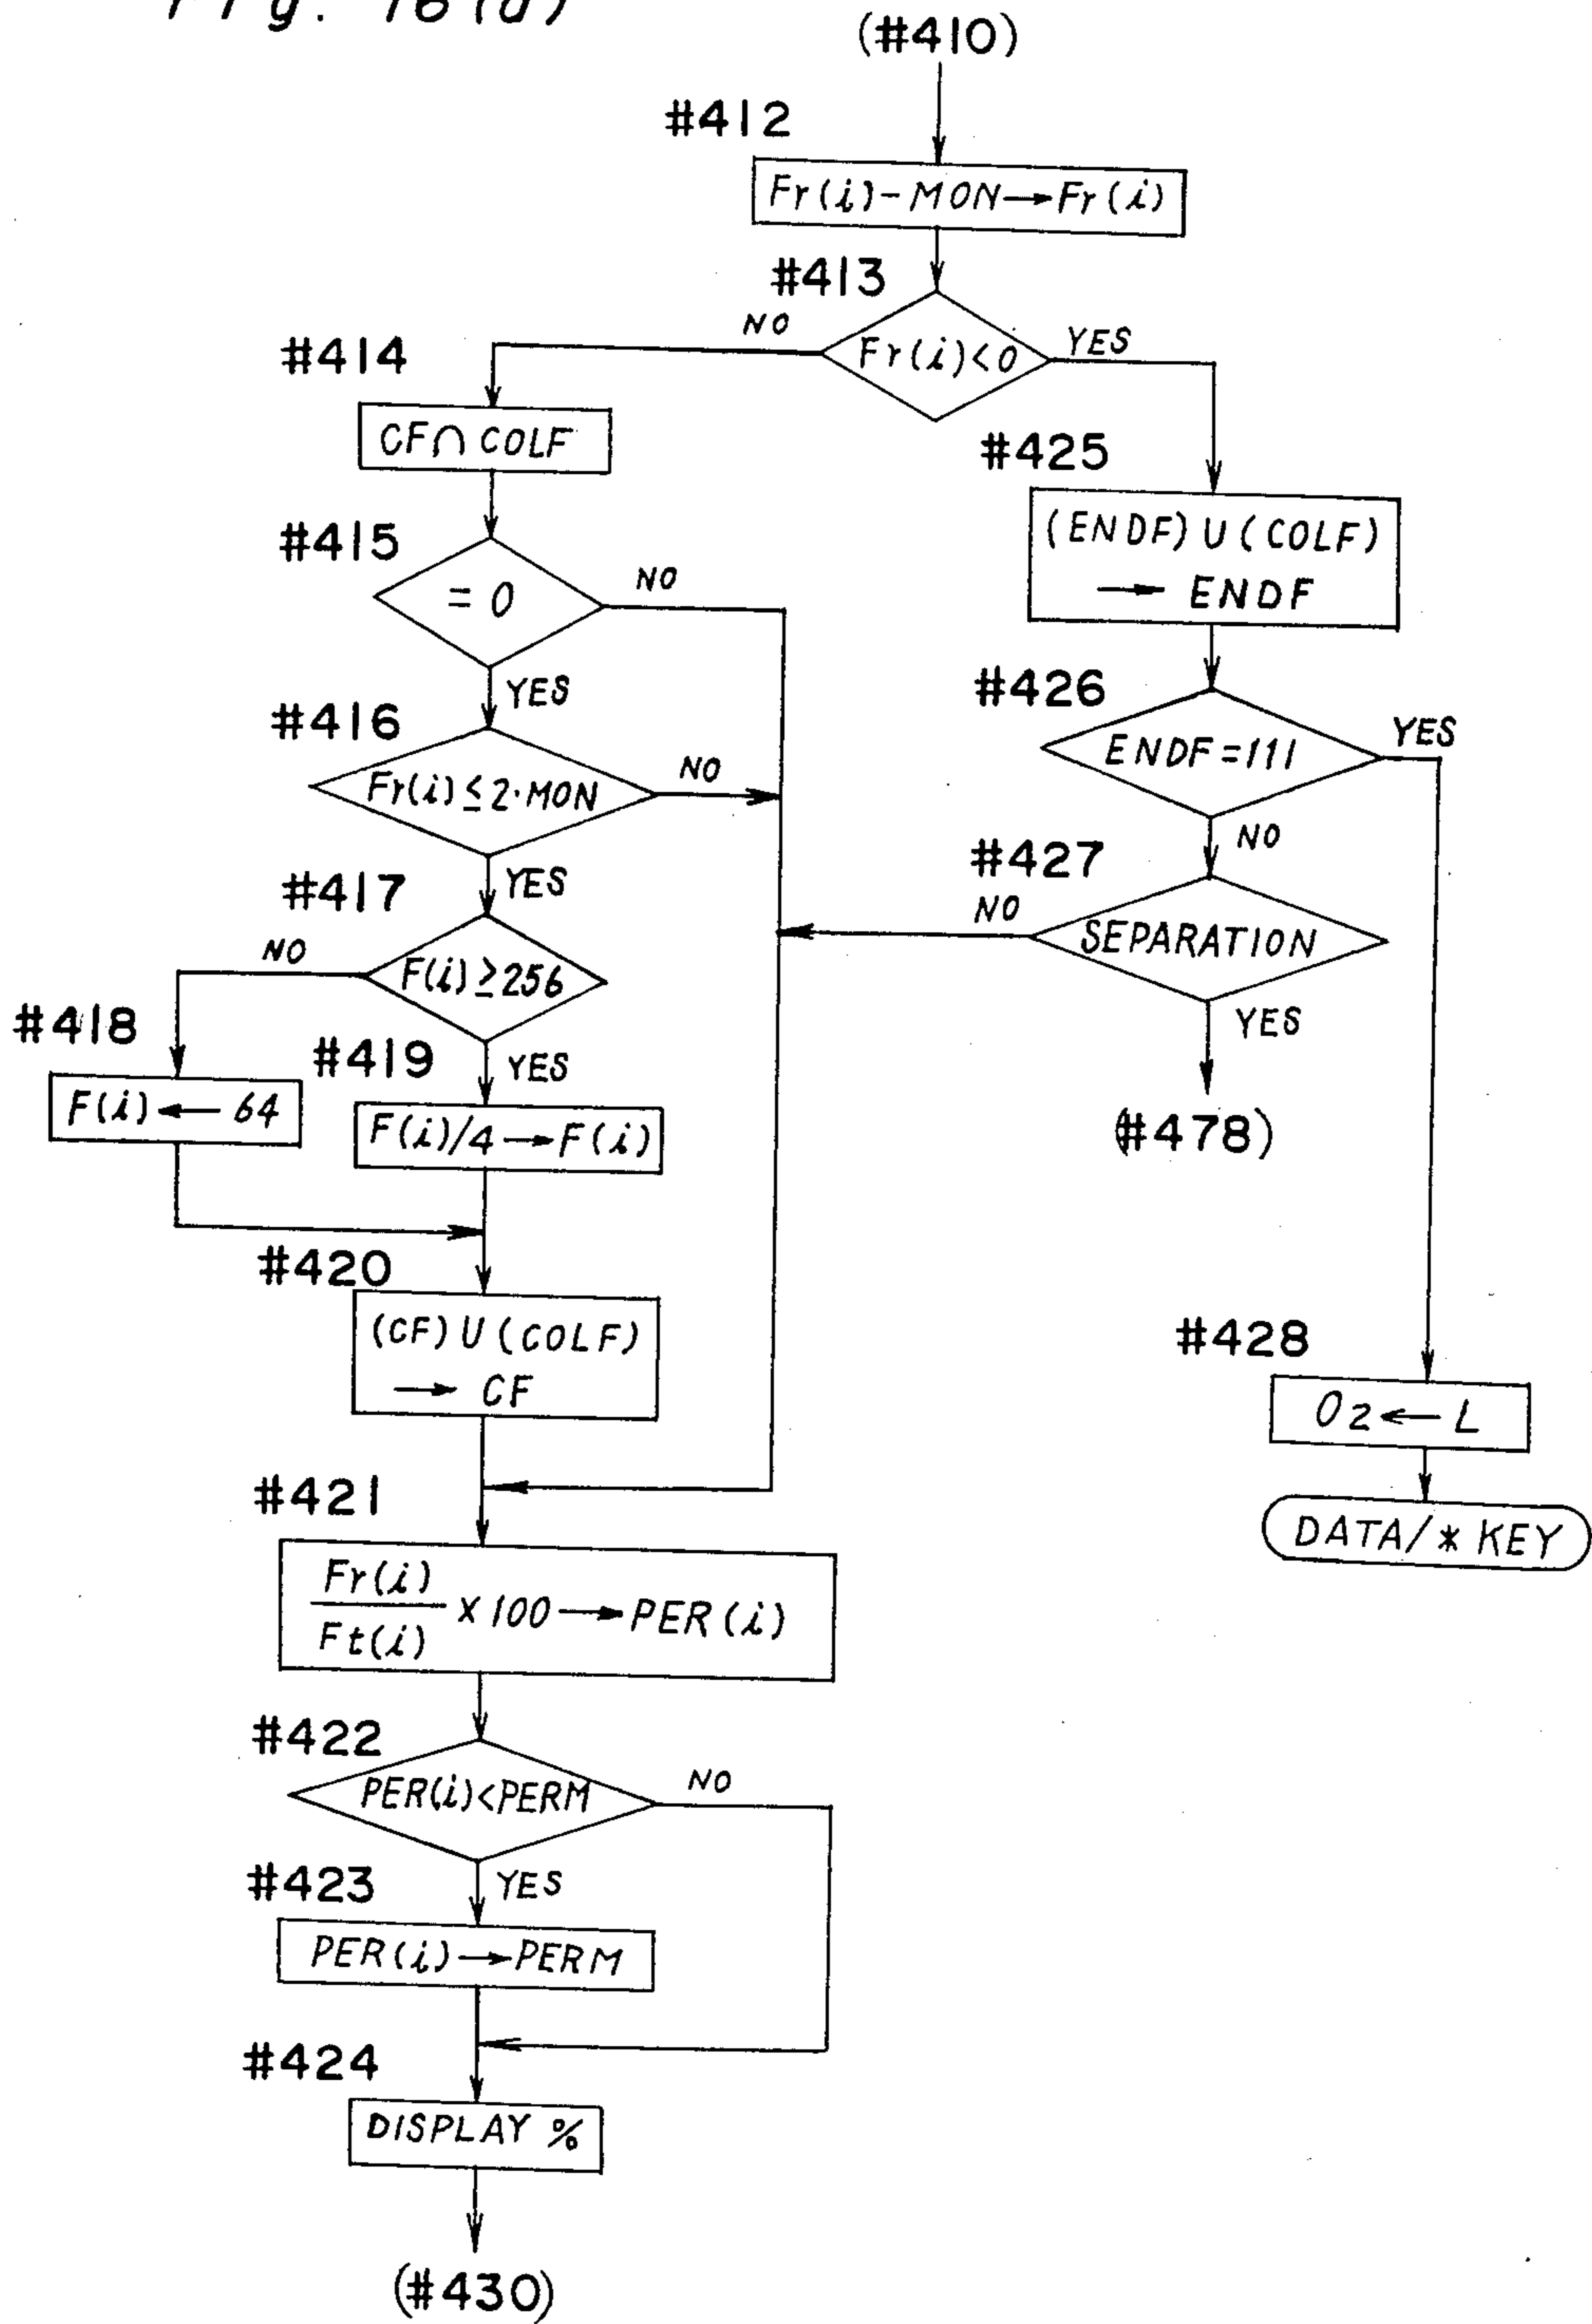 Fig. 16(d)
(#410)
#412
Fr(i)-MON→Fr(i)
#413
NO
Fr(i)<0
YES
#414
CF∩COLF
#415
=0
NO
YES
#416
Fr(i)≤2·MON
NO
YES
#417
NO
F(i)≥256
YES
#418
F(i)←64
#419
F(i)/4→F(i)
#420
(CF)U(COLF)
→ CF
#421
Fr(i)
Ft(i)
×100→PER(i)
#422
PER(i)<PERM
NO
YES
#423
PER(i)→PERM
#424
DISPLAY %
(#430)
#425
(ENDF)U(COLF)
→ ENDF
#426
ENDF=111
YES
NO
#427
NO
SEPARATION
YES
(#478)
#428
O2←L
DATA/* KEY